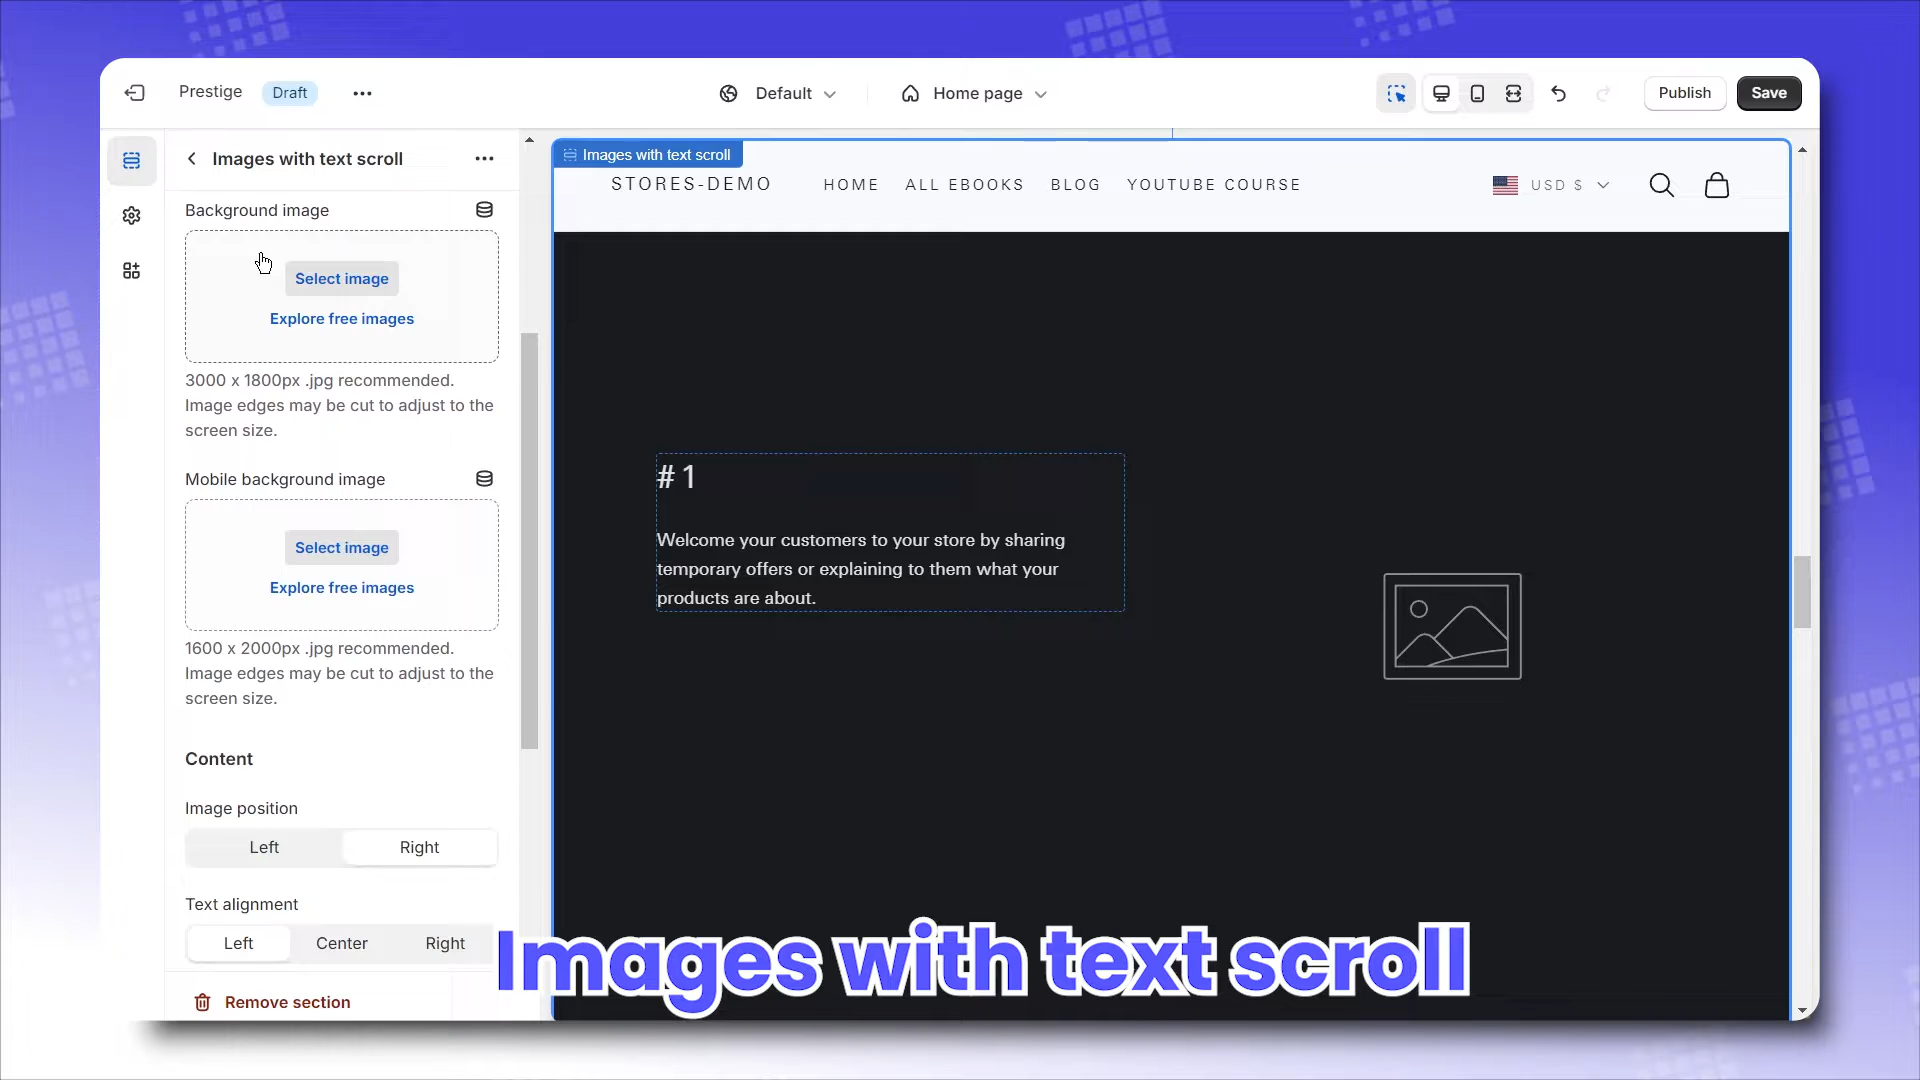 Prestige
Draft
Default
Home page
Publish
Save
Images with text scroll
Background image
Select image
Explore free images
3000 x 1800px .jpg recommended.
Image edges may be cut to adjust to the
screen size.
Mobile background image
Select image
Explore free images
1600 x 2000px .jpg recommended.
Image edges may be cut to adjust to the
screen size.
Content
Image position
Left Right
Text alignment
Left Center Right
Remove section
Images with text scroll
STORES-DEMO HOME ALL EBOOKS BLOG YOUTUBE COURSE USD $
#1
Welcome your customers to your store by sharing
temporary offers or explaining to them what your
products are about.
Images with text scroll